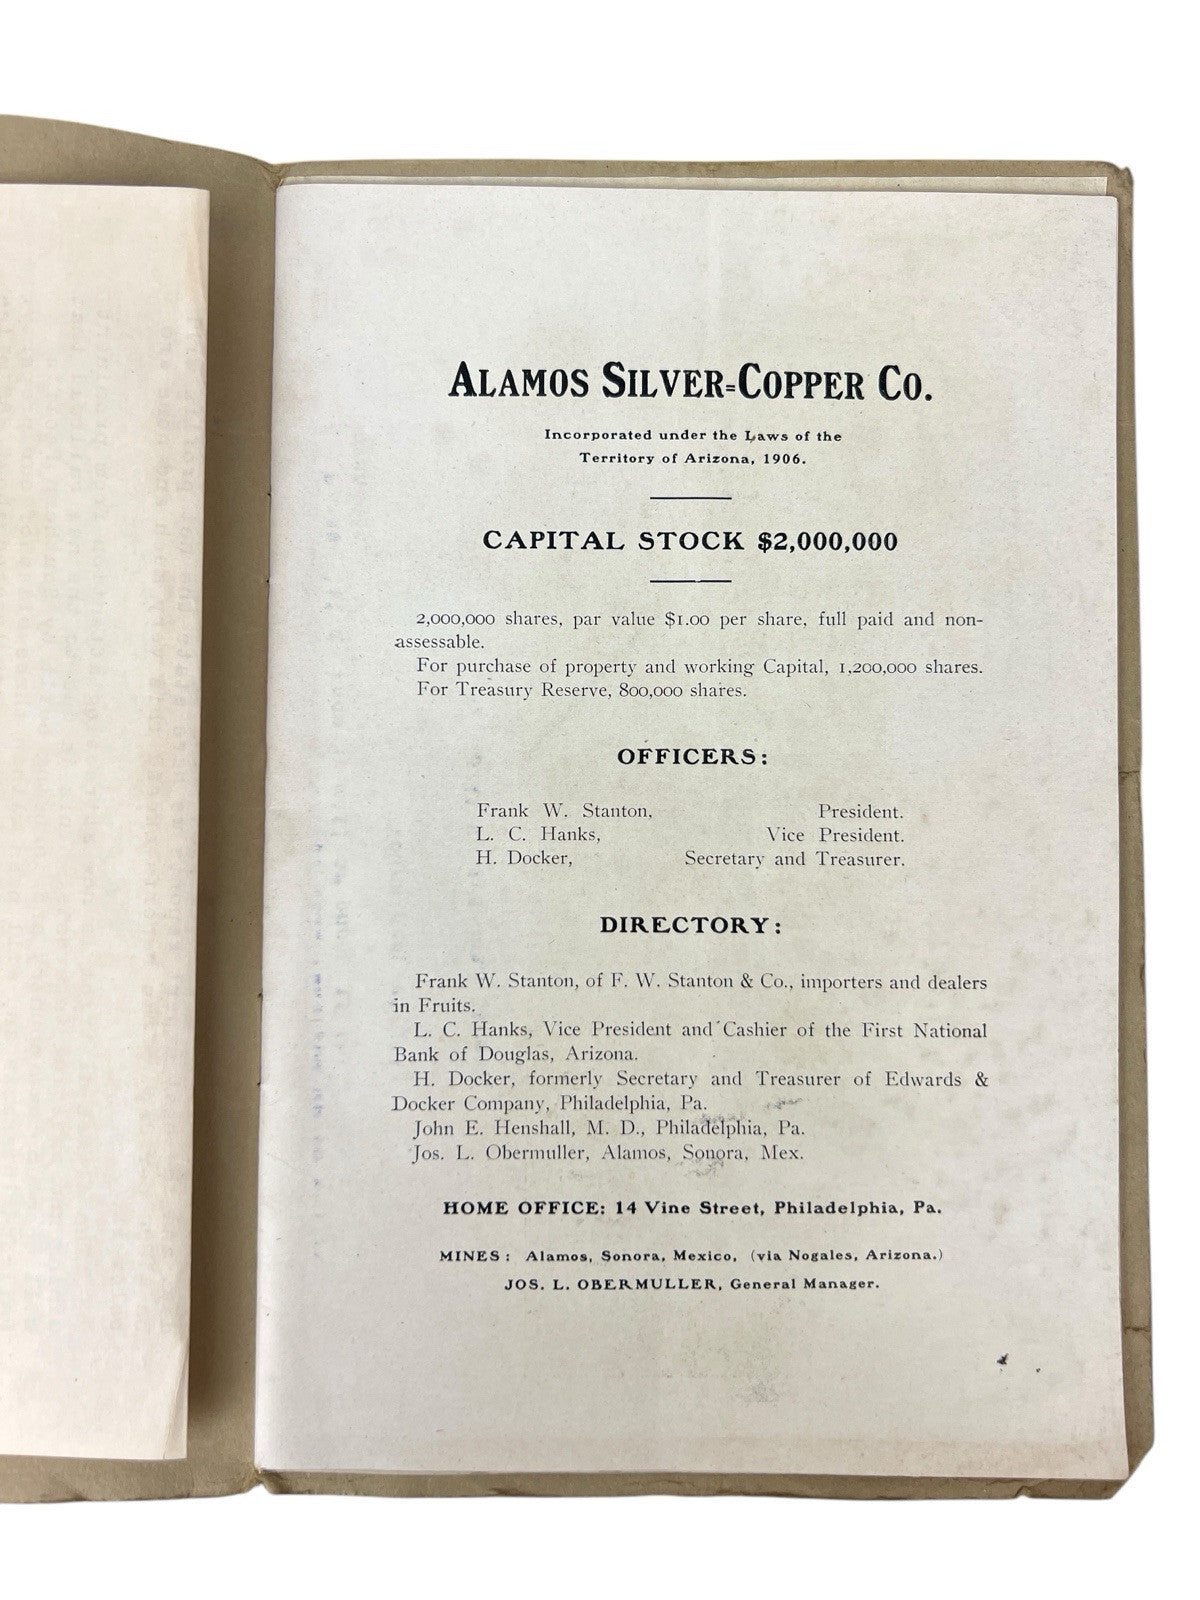 ALAMOS SILVER=COPPER CO.
Incorporated under the Laws of the
Territory of Arizona, 1906.
CAPITAL STOCK $2,000,000
2,000,000 shares, par value $1.00 per share, full paid and non-
assessable.
For purchase of property and working Capital, 1,200,000 shares.
For Treasury Reserve, 800,000 shares.
OFFICERS:
Frank W. Stanton, President.
L. C. Hanks, Vice President.
H. Docker, Secretary and Treasurer.
DIRECTORY:
Frank W. Stanton, of F. W. Stanton & Co., importers and dealers
in Fruits.
L. C. Hanks, Vice President and Cashier of the First National
Bank of Douglas, Arizona.
H. Docker, formerly Secretary and Treasurer of Edwards &
Docker Company, Philadelphia, Pa.
John E. Henshall, M. D., Philadelphia, Pa.
Jos. L. Obermuller, Alamos, Sonora, Mex.
HOME OFFICE: 14 Vine Street, Philadelphia, Pa.
MINES: Alamos, Sonora, Mexico, (via Nogales, Arizona.)
JOS. L. OBERMULLER, General Manager.